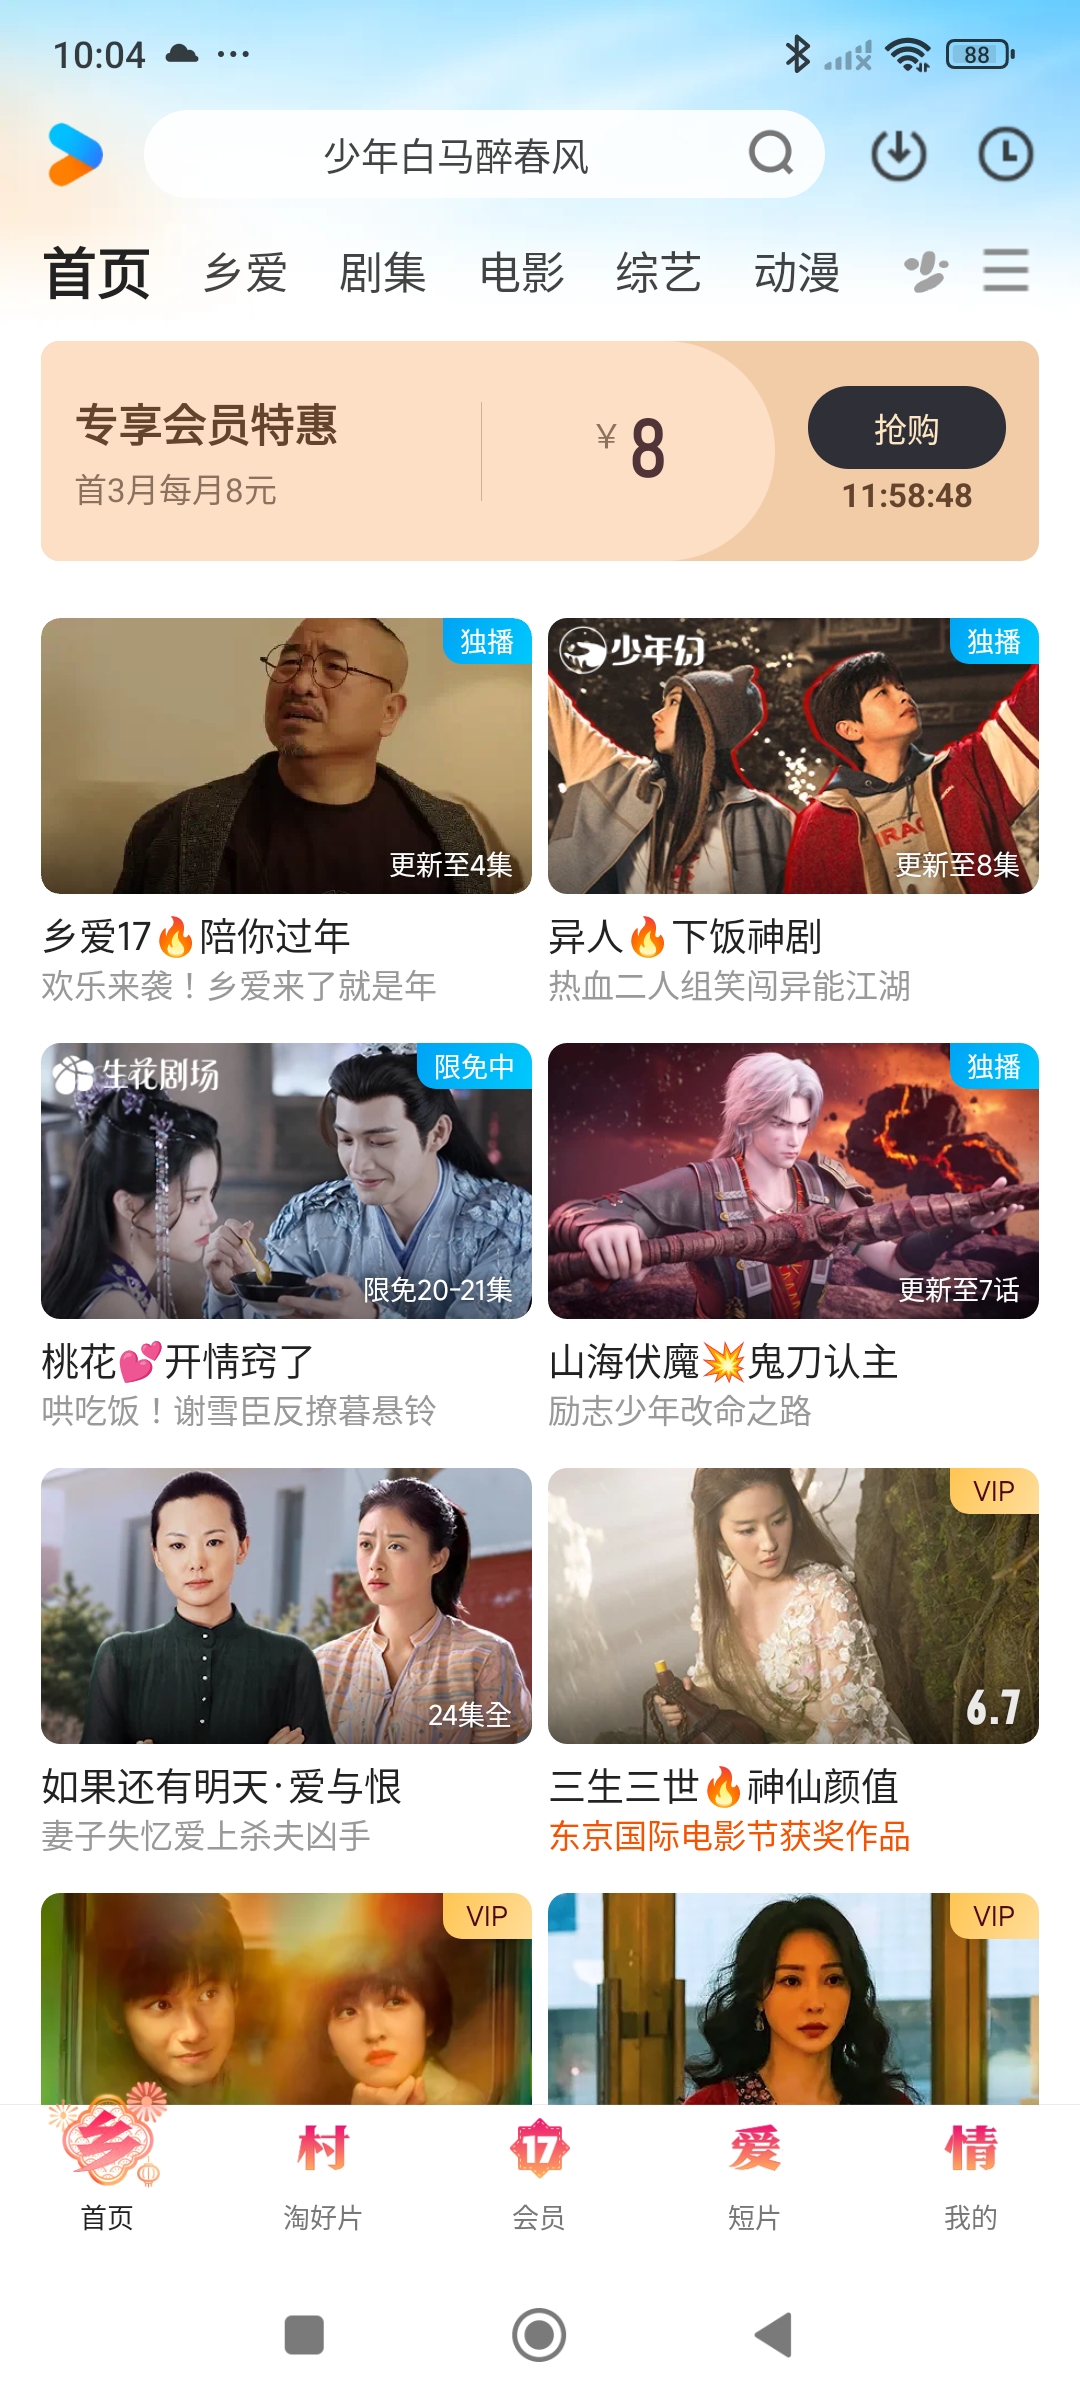 10:04
88
少年白马醉春风
首页 乡爱 剧集 电影 综艺 动漫
专享会员特惠
首3月每月8元
¥ 8
抢购
11:58:48
独播
更新至4集
乡爱17🔥陪你过年
欢乐来袭！乡爱来了就是年
少年幻
独播
更新至8集
异人🔥下饭神剧
热血二人组笑闯异能江湖
生花剧场
限免中
限免20-21集
桃花💕开情窍了
哄吃饭！谢雪臣反撩暮悬铃
独播
更新至7话
山海伏魔💥鬼刀认主
励志少年改命之路
24集全
如果还有明天·爱与恨
妻子失忆爱上杀夫凶手
VIP
6.7
三生三世🔥神仙颜值
东京国际电影节获奖作品
VIP
VIP
乡 村 17 爱 情
首页 淘好片 会员 短片 我的